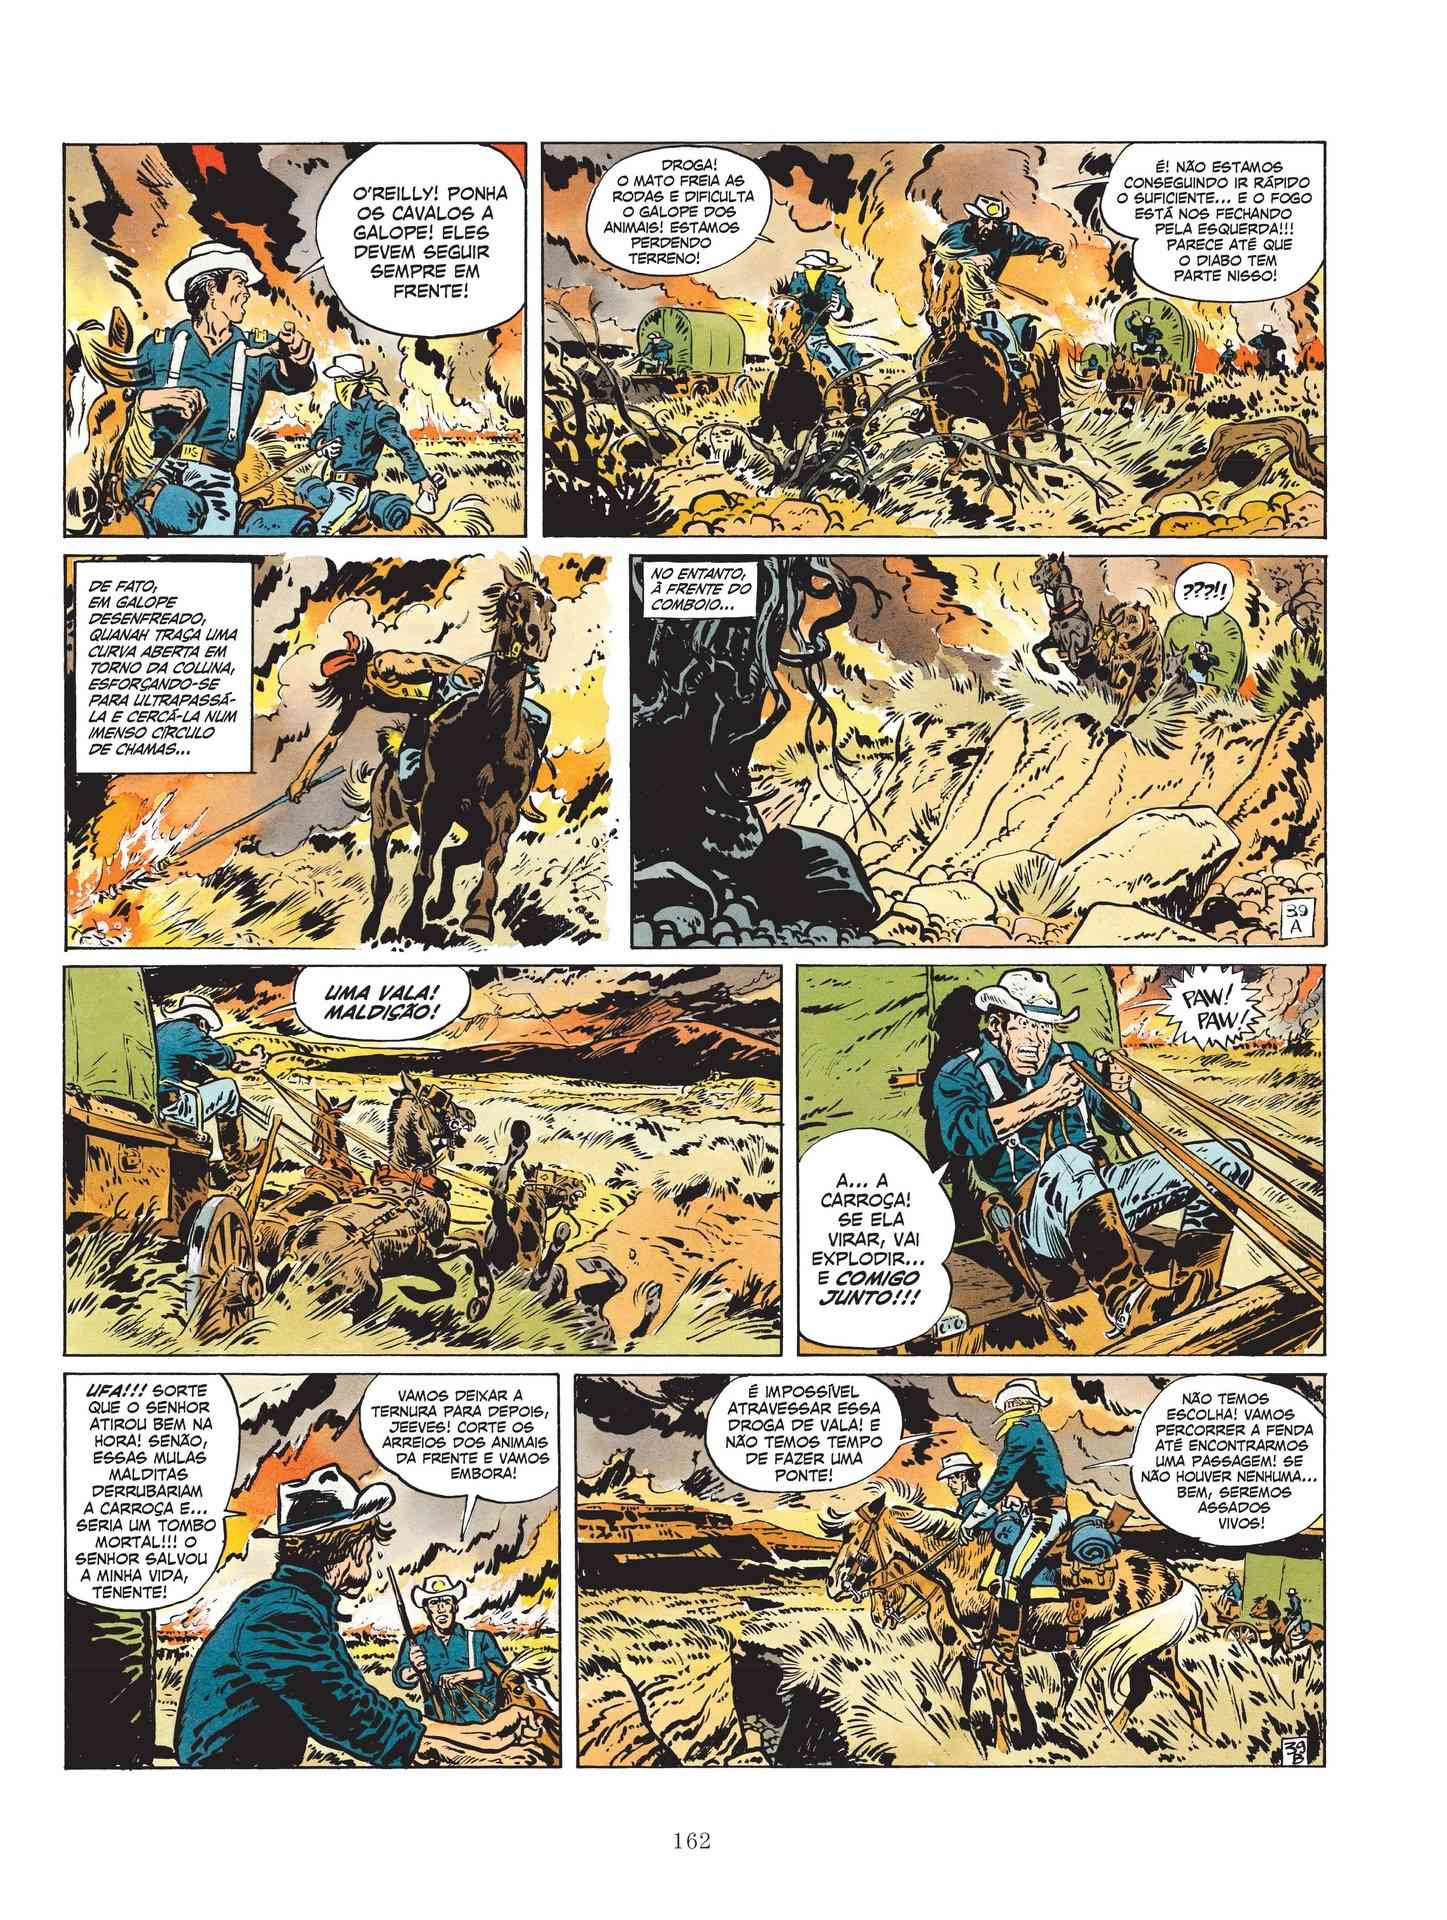 O'REILLY! PONHA
OS CAVALOS A
GALOPE! ELES
DEVEM SEGUIR
SEMPRE EM
FRENTE!
DROGA!
O MATO FREIA AS
RODAS E DIFICULTA
O GALOPE DOS
ANIMAIS! ESTAMOS
PERDENDO
TERRENO!
É! NÃO ESTAMOS
CONSEGUINDO IR RÁPIDO
O SUFICIENTE... E O FOGO
ESTÁ NOS FECHANDO
PELA ESQUERDA!!!
PARECE ATÉ QUE
O DIABO TEM
PARTE NISSO!
DE FATO,
EM GALOPE
DESENFREADO,
QUANAH TRAÇA UMA
CURVA ABERTA EM
TORNO DA COLUNA,
ESFORÇANDO-SE
PARA ULTRAPASSÁ-
LA E CERCÁ-LA NUM
IMENSO CÍRCULO
DE CHAMAS...
NO ENTANTO,
À FRENTE DO
COMBOIO...
???!!
39
A
UMA VALA!
MALDIÇÃO!
PAW!
PAW!
A... A
CARROÇA!
SE ELA
VIRAR, VAI
EXPLODIR...
E COMIGO
JUNTO!!!
UFA!!! SORTE
QUE O SENHOR
ATIROU BEM NA
HORA! SENÃO,
ESSAS MULAS
MALDITAS
DERRUBARIAM
A CARROÇA E...
SERIA UM TOMBO
MORTAL!!! O
SENHOR SALVOU
A MINHA VIDA,
TENENTE!
VAMOS DEIXAR A
TERNURA PARA DEPOIS,
JEEVES! CORTE OS
ARREIOS DOS ANIMAIS
DA FRENTE E VAMOS
EMBORA!
É IMPOSSÍVEL
ATRAVESSAR ESSA
DROGA DE VALA! E
NÃO TEMOS TEMPO
DE FAZER UMA
PONTE!
NÃO TEMOS
ESCOLHA! VAMOS
PERCORRER A FENDA
ATÉ ENCONTRARMOS
UMA PASSAGEM! SE
NÃO HOUVER NENHUMA...
BEM, SEREMOS
ASSADOS
VIVOS!
39
B
162